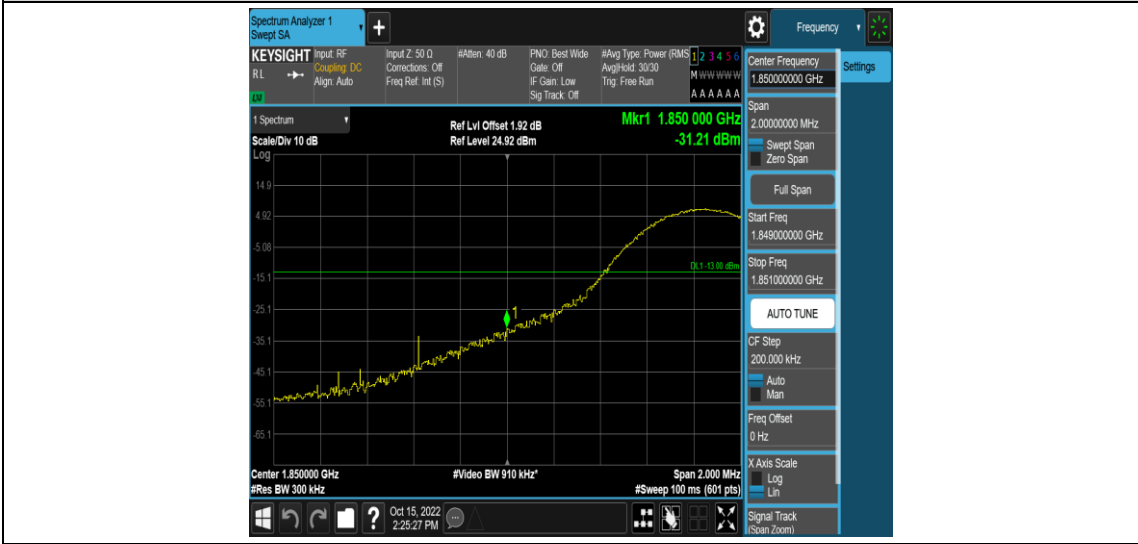 Spectrum Analyzer 1
Swept SA
+
Frequency
KEYSIGHT
RL
LXI
Input: RF
Coupling: DC
Align: Auto
Input Z: 50 Ω
Corrections: Off
Freq Ref: Int (S)
#Atten: 40 dB
PNO: Best Wide
Gate: Off
IF Gain: Low
Sig Track: Off
#Avg Type: Power (RMS
Avg|Hold: 30/30
Trig: Free Run
1 2 3 4 5 6
M W W W W W
A A A A A A
1 Spectrum
Scale/Div 10 dB
Log
Ref Lvl Offset 1.92 dB
Ref Level 24.92 dBm
Mkr1 1.850 000 GHz
-31.21 dBm
14.9
4.92
-5.08
-15.1
-25.1
-35.1
-45.1
-55.1
-65.1
DL1 -13.00 dBm
1
Center 1.850000 GHz
#Res BW 300 kHz
#Video BW 910 kHz*
Span 2.000 MHz
#Sweep 100 ms (601 pts)
?
Oct 15, 2022
2:25:27 PM
Center Frequency
1.850000000 GHz
Settings
Span
2.00000000 MHz
Swept Span
Zero Span
Full Span
Start Freq
1.849000000 GHz
Stop Freq
1.851000000 GHz
AUTO TUNE
CF Step
200.000 kHz
Auto
Man
Freq Offset
0 Hz
X Axis Scale
Log
Lin
Signal Track
(Span Zoom)